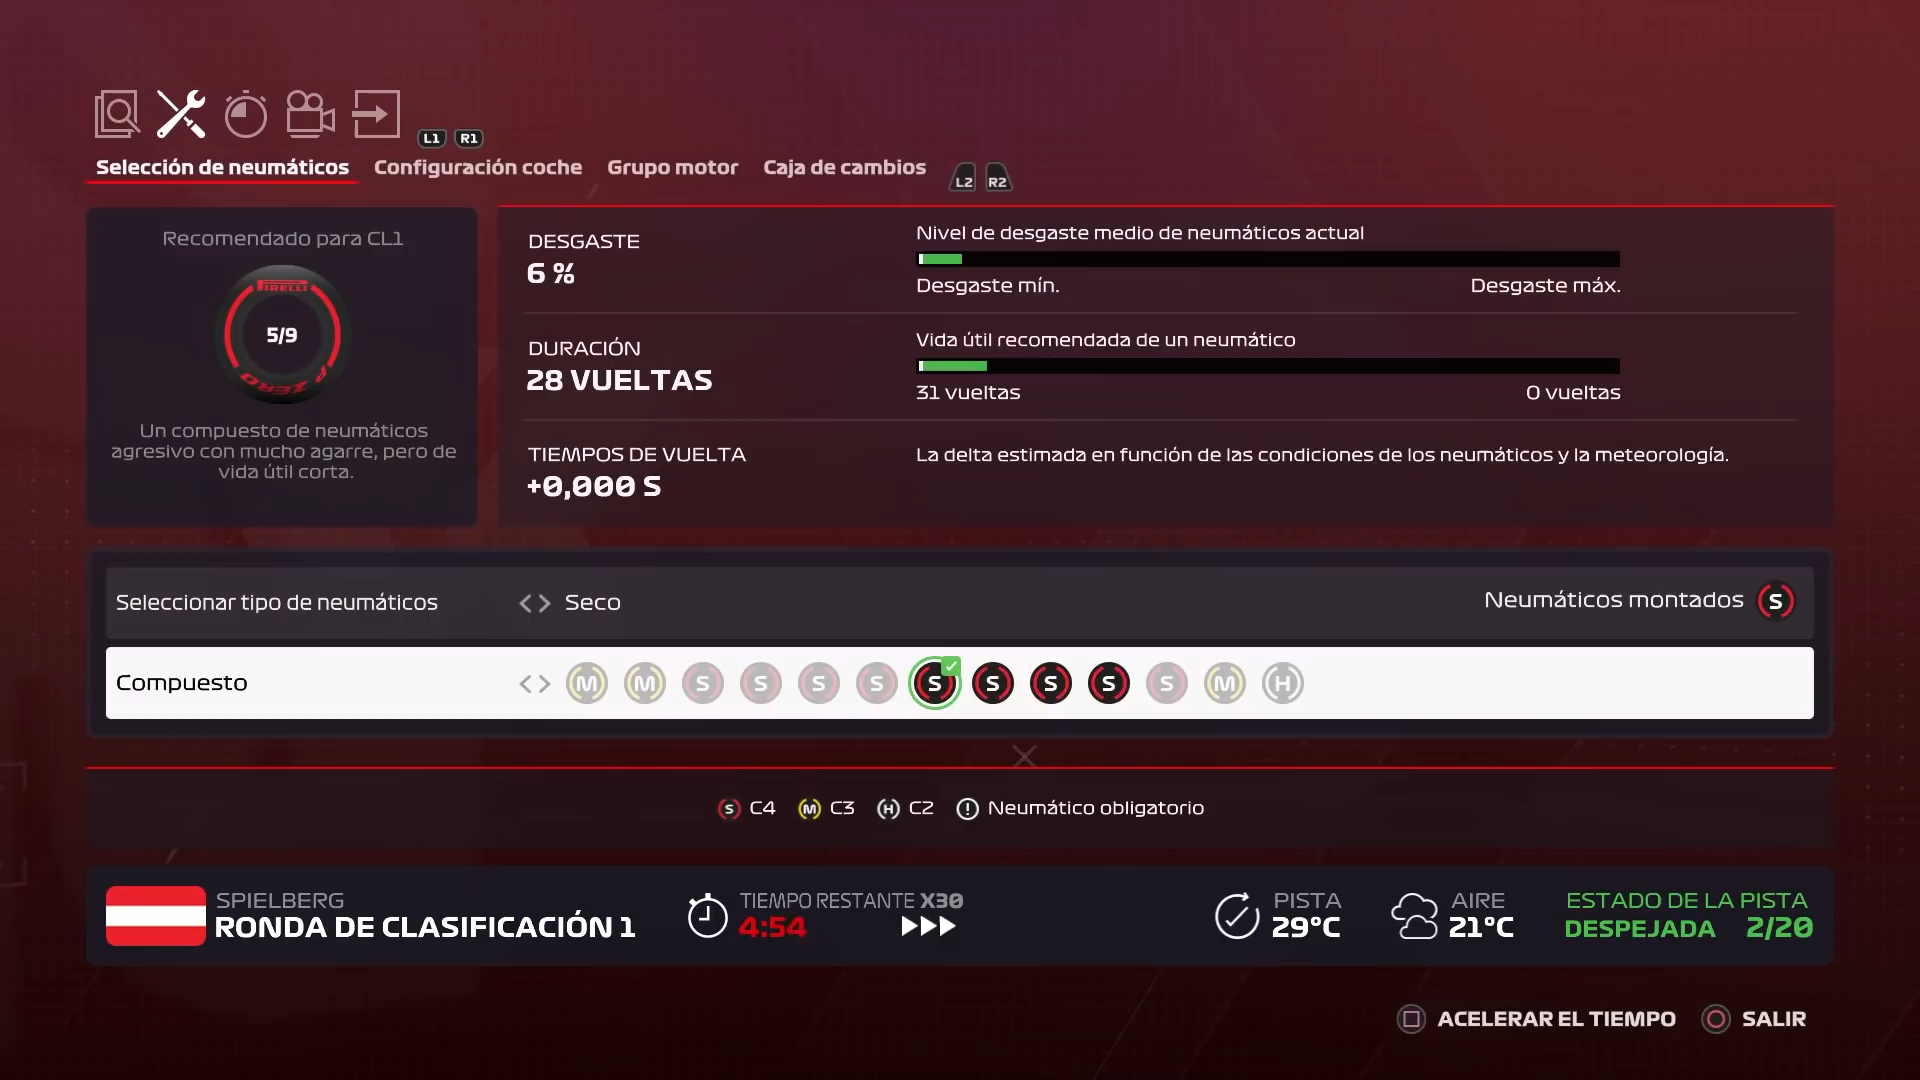 L1 R1
Selección de neumáticos Configuración coche Grupo motor Caja de cambios L2 R2
Recomendado para CL1
PIRELLI
5/9
P ZERO
Un compuesto de neumáticos
agresivo con mucho agarre, pero de
vida útil corta.
DESGASTE
6 %
Nivel de desgaste medio de neumáticos actual
Desgaste mín. Desgaste máx.
DURACIÓN
28 VUELTAS
Vida útil recomendada de un neumático
31 vueltas 0 vueltas
TIEMPOS DE VUELTA
+0,000 S
La delta estimada en función de las condiciones de los neumáticos y la meteorología.
Seleccionar tipo de neumáticos < > Seco Neumáticos montados S
Compuesto < > M M S S S S S S S S S M H
S C4 M C3 H C2 ! Neumático obligatorio
SPIELBERG
RONDA DE CLASIFICACIÓN 1
TIEMPO RESTANTE X30
4:54
PISTA
29°C
AIRE
21°C
ESTADO DE LA PISTA
DESPEJADA 2/20
ACELERAR EL TIEMPO SALIR